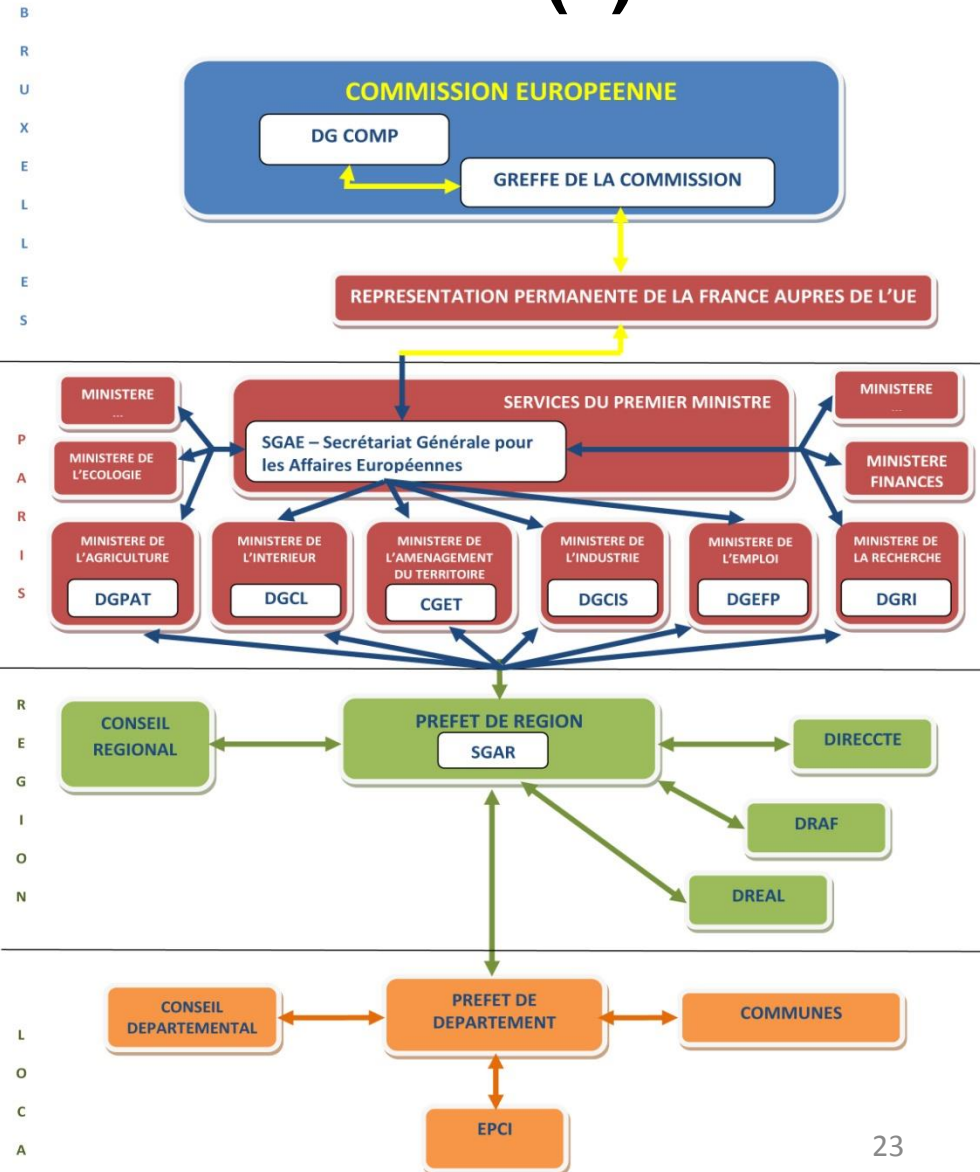 ( )
BRUXELLES
COMMISSION EUROPEENNE
DG COMP
GREFFE DE LA COMMISSION
REPRESENTATION PERMANENTE DE LA FRANCE AUPRES DE L'UE
PARIS
MINISTERE
...
MINISTERE DE
L'ECOLOGIE
SERVICES DU PREMIER MINISTRE
SGAE – Secrétariat Générale pour
les Affaires Européennes
MINISTERE
...
MINISTERE
FINANCES
MINISTERE DE
L'AGRICULTURE
DGPAT
MINISTERE DE
L'INTERIEUR
DGCL
MINISTERE DE
L'AMENAGEMENT
DU TERRITOIRE
CGET
MINISTERE DE
L'INDUSTRIE
DGCIS
MINISTERE DE
L'EMPLOI
DGEFP
MINISTERE DE
LA RECHERCHE
DGRI
REGION
CONSEIL
REGIONAL
PREFET DE REGION
SGAR
DIRECCTE
DRAF
DREAL
LOCA
CONSEIL
DEPARTEMENTAL
PREFET DE
DEPARTEMENT
COMMUNES
EPCI
23